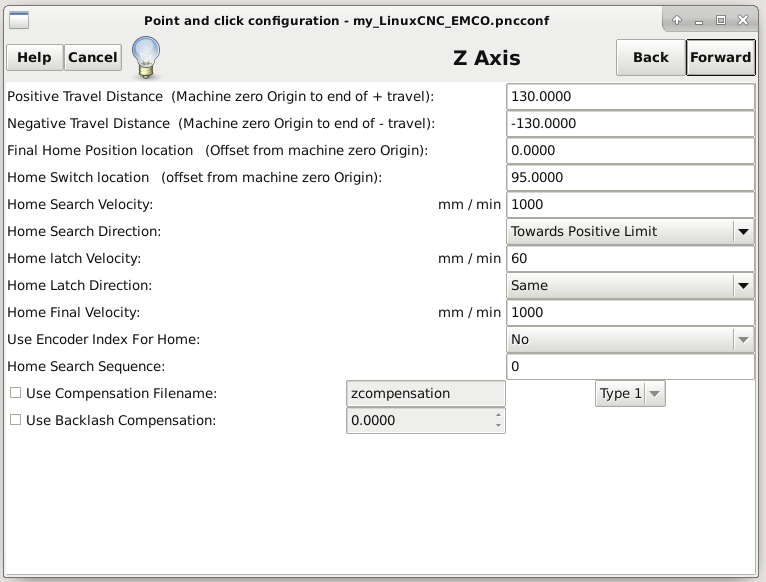 Point and click configuration - my_LinuxCNC_EMCO.pncconf
Help Cancel Z Axis Back Forward
Positive Travel Distance (Machine zero Origin to end of + travel): 130.0000
Negative Travel Distance (Machine zero Origin to end of - travel): -130.0000
Final Home Position location (Offset from machine zero Origin): 0.0000
Home Switch location (offset from machine zero Origin): 95.0000
Home Search Velocity: mm / min 1000
Home Search Direction: Towards Positive Limit
Home latch Velocity: mm / min 60
Home Latch Direction: Same
Home Final Velocity: mm / min 1000
Use Encoder Index For Home: No
Home Search Sequence: 0
Use Compensation Filename: zcompensation Type 1
Use Backlash Compensation: 0.0000